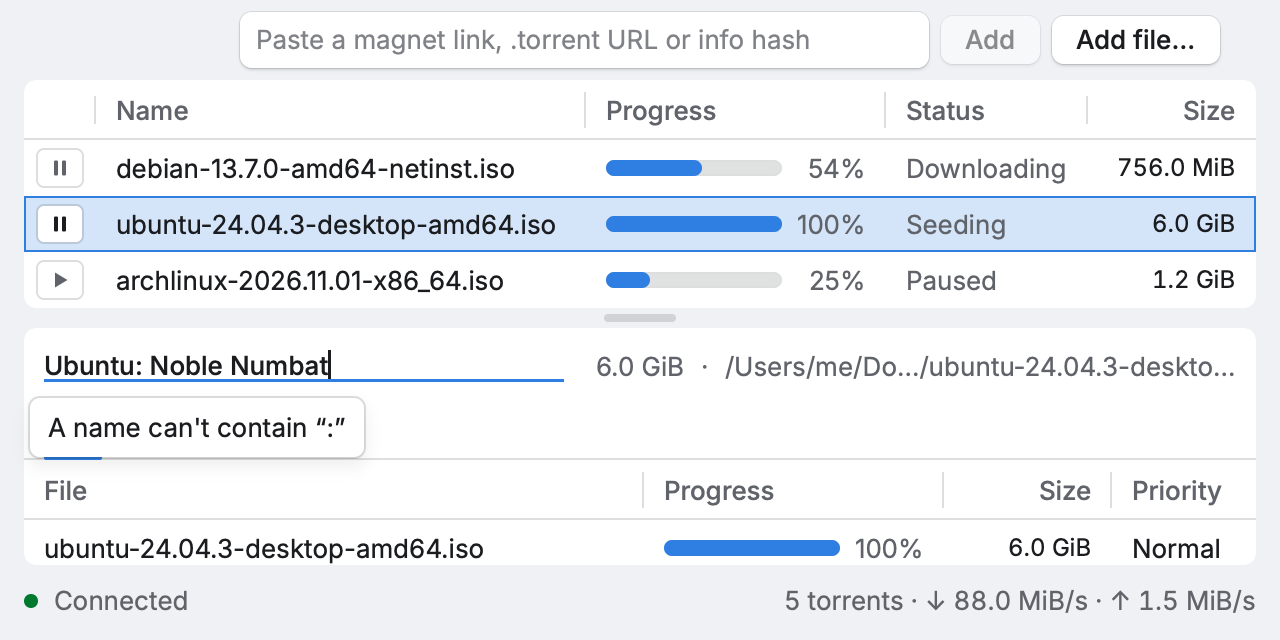 Paste a magnet link, .torrent URL or info hash Add Add file...
Name Progress Status Size
debian-13.7.0-amd64-netinst.iso 54% Downloading 756.0 MiB
ubuntu-24.04.3-desktop-amd64.iso 100% Seeding 6.0 GiB
archlinux-2026.11.01-x86_64.iso 25% Paused 1.2 GiB
Ubuntu: Noble Numbat 6.0 GiB · /Users/me/Do.../ubuntu-24.04.3-deskto...
A name can't contain “:”
File Progress Size Priority
ubuntu-24.04.3-desktop-amd64.iso 100% 6.0 GiB Normal
Connected 5 torrents · ↓ 88.0 MiB/s · ↑ 1.5 MiB/s